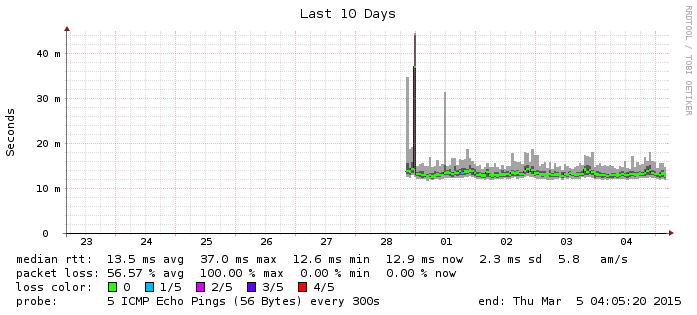 Last 10 Days
RRDTOOL / TOBI OETIKER
Seconds
40 m
30 m
20 m
10 m
0
23 24 25 26 27 28 01 02 03 04
median rtt: 13.5 ms avg 37.0 ms max 12.6 ms min 12.9 ms now 2.3 ms sd 5.8 am/s
packet loss: 56.57 % avg 100.00 % max 0.00 % min 0.00 % now
loss color: 0 1/5 2/5 3/5 4/5
probe: 5 ICMP Echo Pings (56 Bytes) every 300s end: Thu Mar 5 04:05:20 2015